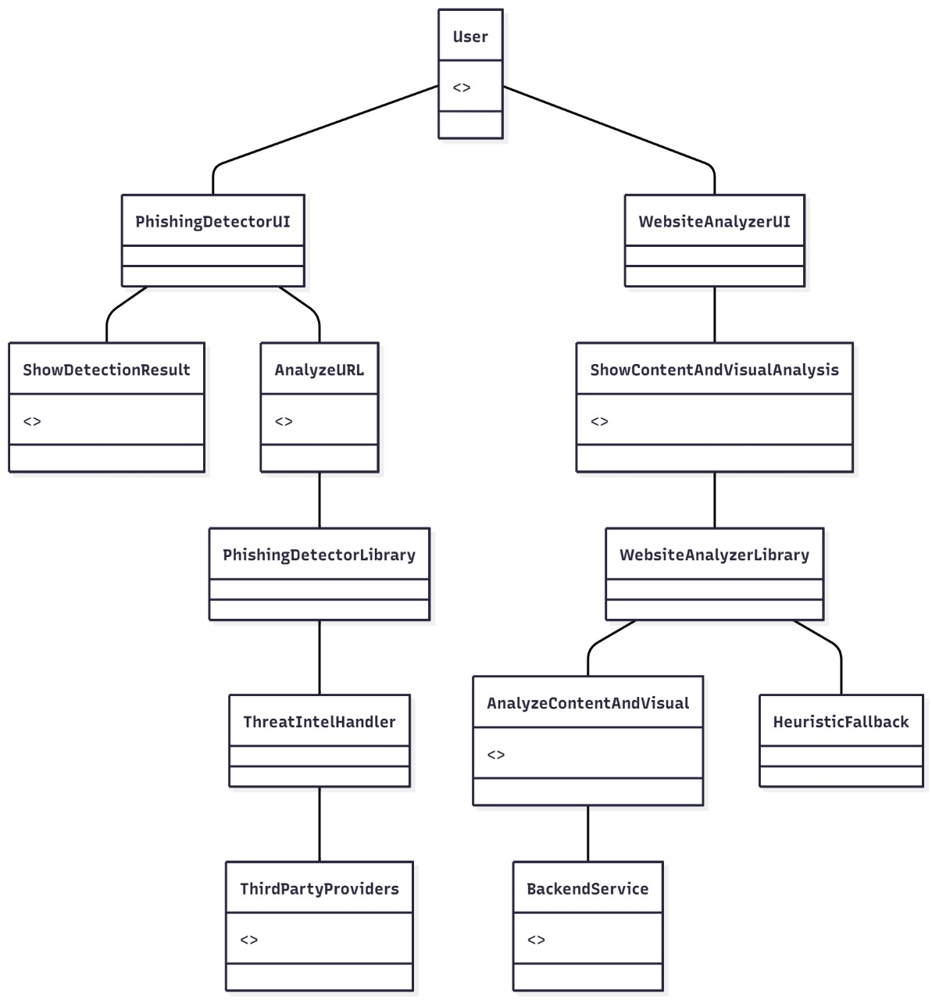 User
<>
PhishingDetectorUI
WebsiteAnalyzerUI
ShowDetectionResult
<>
AnalyzeURL
<>
ShowContentAndVisualAnalysis
<>
PhishingDetectorLibrary
WebsiteAnalyzerLibrary
ThreatIntelHandler
AnalyzeContentAndVisual
<>
HeuristicFallback
ThirdPartyProviders
<>
BackendService
<>